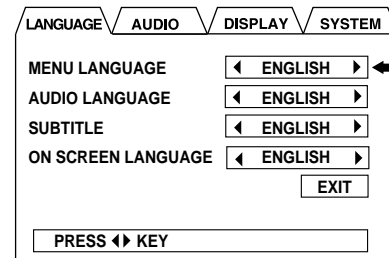 LANGUAGE AUDIO DISPLAY SYSTEM
MENU LANGUAGE ENGLISH
AUDIO LANGUAGE ENGLISH
SUBTITLE ENGLISH
ON SCREEN LANGUAGE ENGLISH
EXIT
PRESS KEY